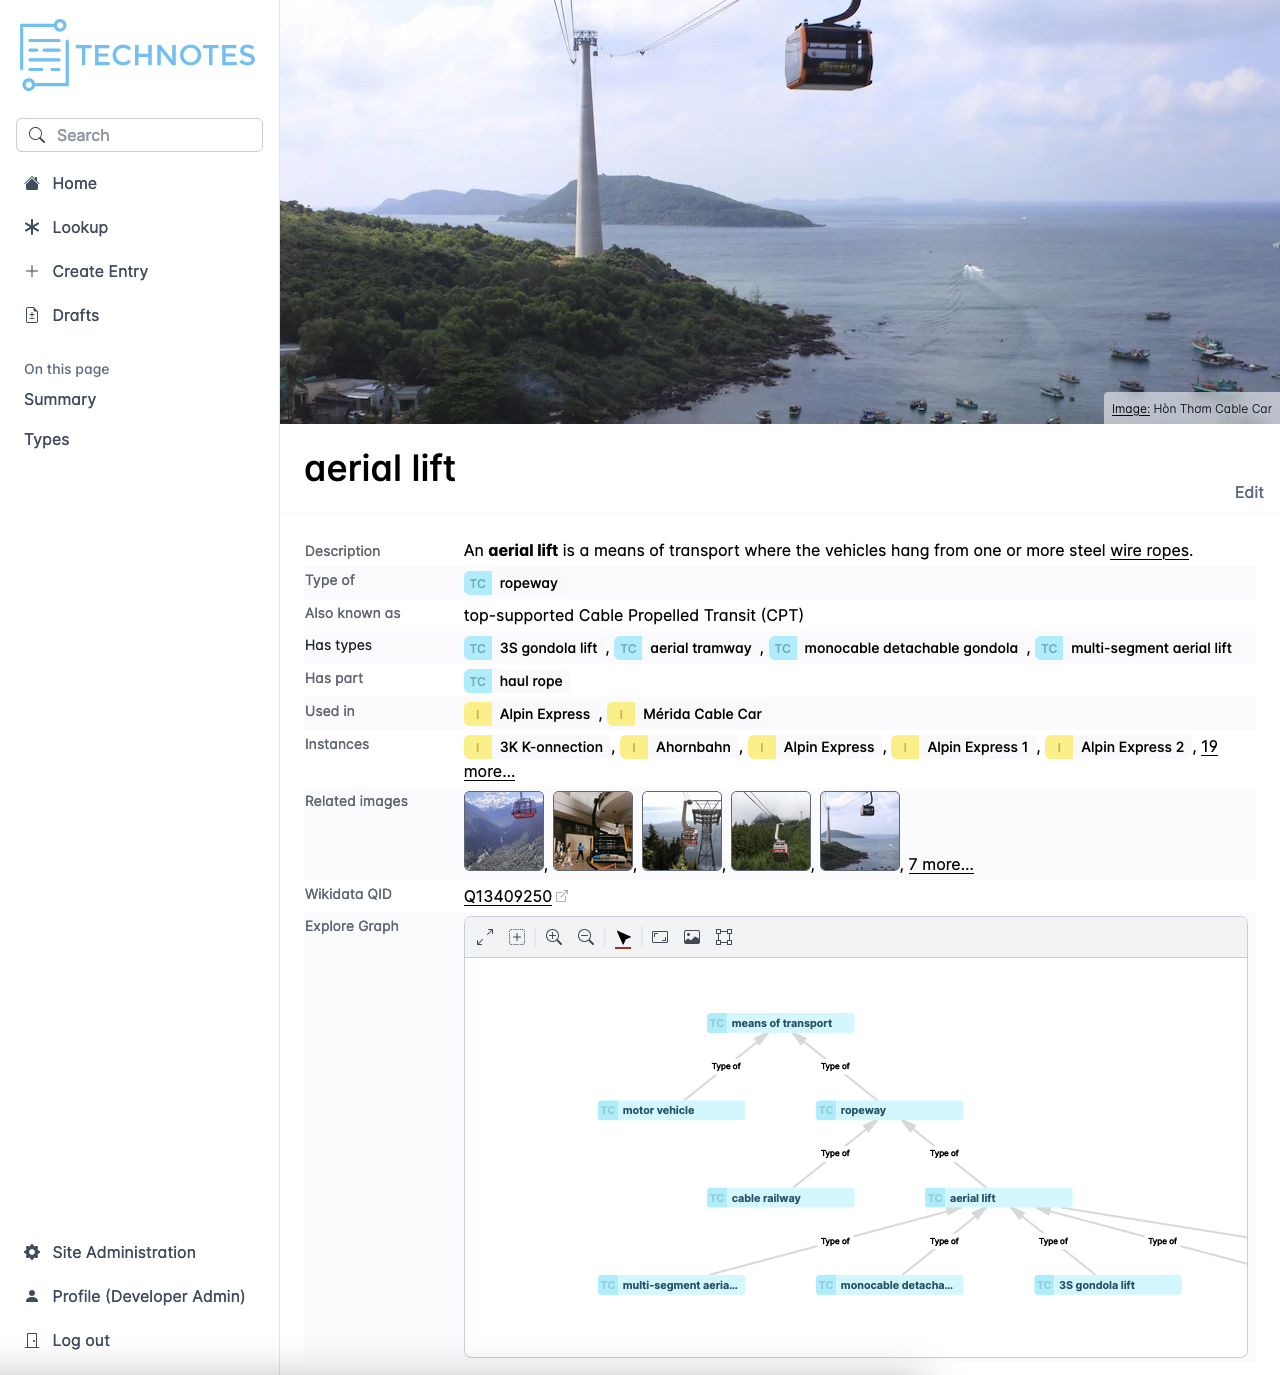 TECHNOTES
Search
Home
Lookup
Create Entry
Drafts
On this page
Summary
Types
Site Administration
Profile (Developer Admin)
Log out
Image: Hòn Thơm Cable Car
aerial lift
Edit
Description
An aerial lift is a means of transport where the vehicles hang from one or more steel wire ropes.
Type of
TC ropeway
Also known as
top-supported Cable Propelled Transit (CPT)
Has types
TC 3S gondola lift , TC aerial tramway , TC monocable detachable gondola , TC multi-segment aerial lift
Has part
TC haul rope
Used in
I Alpin Express , I Mérida Cable Car
Instances
I 3K K-onnection , I Ahornbahn , I Alpin Express , I Alpin Express 1 , I Alpin Express 2 , 19
more...
Related images
, , , , , 7 more...
Wikidata QID
Q13409250
Explore Graph
TC means of transport
Type of Type of
TC motor vehicle TC ropeway
Type of Type of
TC cable railway TC aerial lift
Type of Type of Type of Type of
TC multi-segment aeria... TC monocable detacha... TC 3S gondola lift